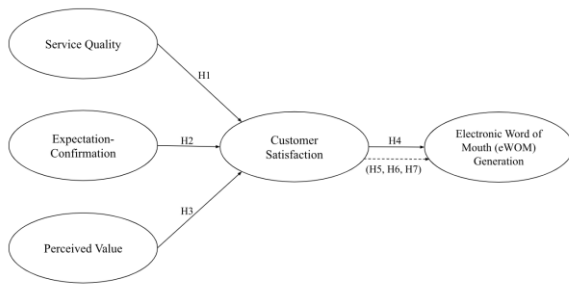 Service Quality
H1
Expectation-
Confirmation
H2
Customer
Satisfaction
H4
Electronic Word of
Mouth (eWOM)
Generation
(H5, H6, H7)
H3
Perceived Value